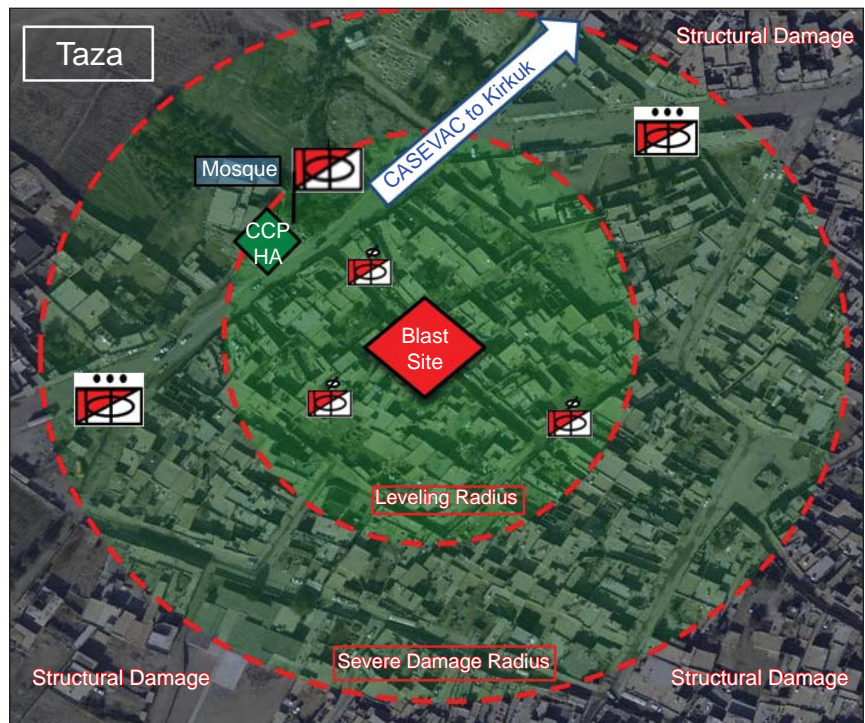 Taza
Structural Damage
CASEVAC to Kirkuk
Mosque
CCP
HA
Blast
Site
Leveling Radius
Severe Damage Radius
Structural Damage
Structural Damage